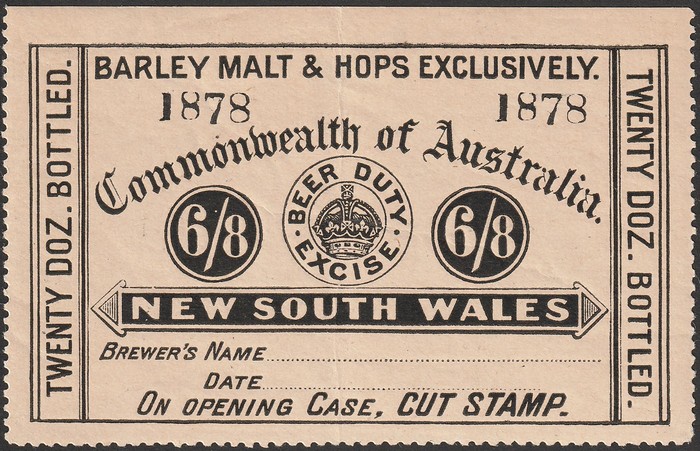 BARLEY MALT & HOPS EXCLUSIVELY.
1878 1878
Commonwealth of Australia.
6/8 BEER DUTY · EXCISE · 6/8
NEW SOUTH WALES
BREWER'S NAME
DATE
ON OPENING CASE, CUT STAMP.
TWENTY DOZ. BOTTLED.
TWENTY DOZ. BOTTLED.